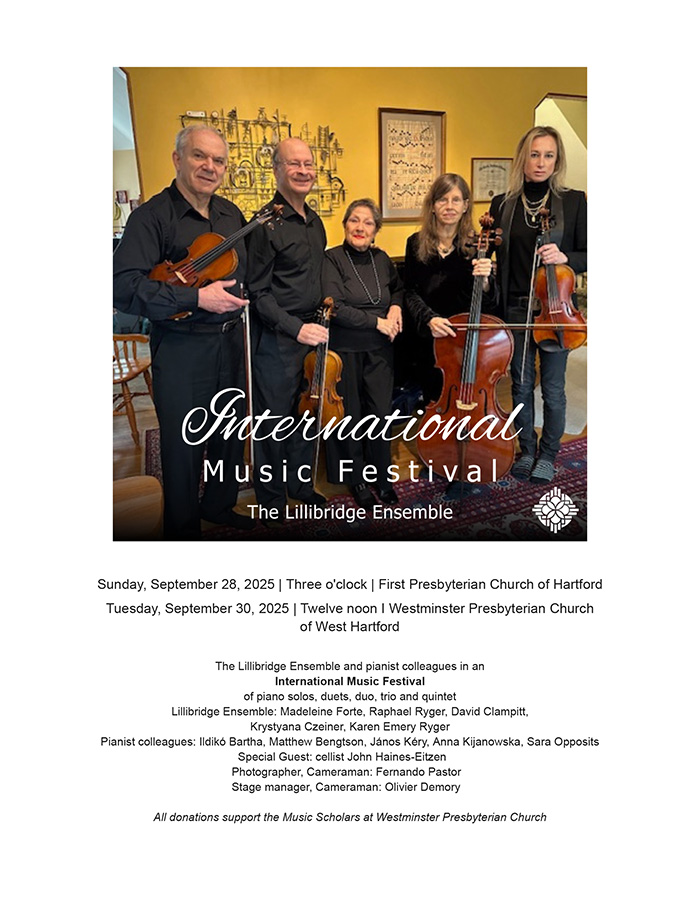 International
Music Festival
The Lillibridge Ensemble
Sunday, September 28, 2025 | Three o'clock | First Presbyterian Church of Hartford
Tuesday, September 30, 2025 | Twelve noon I Westminster Presbyterian Church
of West Hartford
The Lillibridge Ensemble and pianist colleagues in an
International Music Festival
of piano solos, duets, duo, trio and quintet
Lillibridge Ensemble: Madeleine Forte, Raphael Ryger, David Clampitt,
Krystyana Czeiner, Karen Emery Ryger
Pianist colleagues: Ildikó Bartha, Matthew Bengtson, János Kéry, Anna Kijanowska, Sara Opposits
Special Guest: cellist John Haines-Eitzen
Photographer, Cameraman: Fernando Pastor
Stage manager, Cameraman: Olivier Demory
All donations support the Music Scholars at Westminster Presbyterian Church